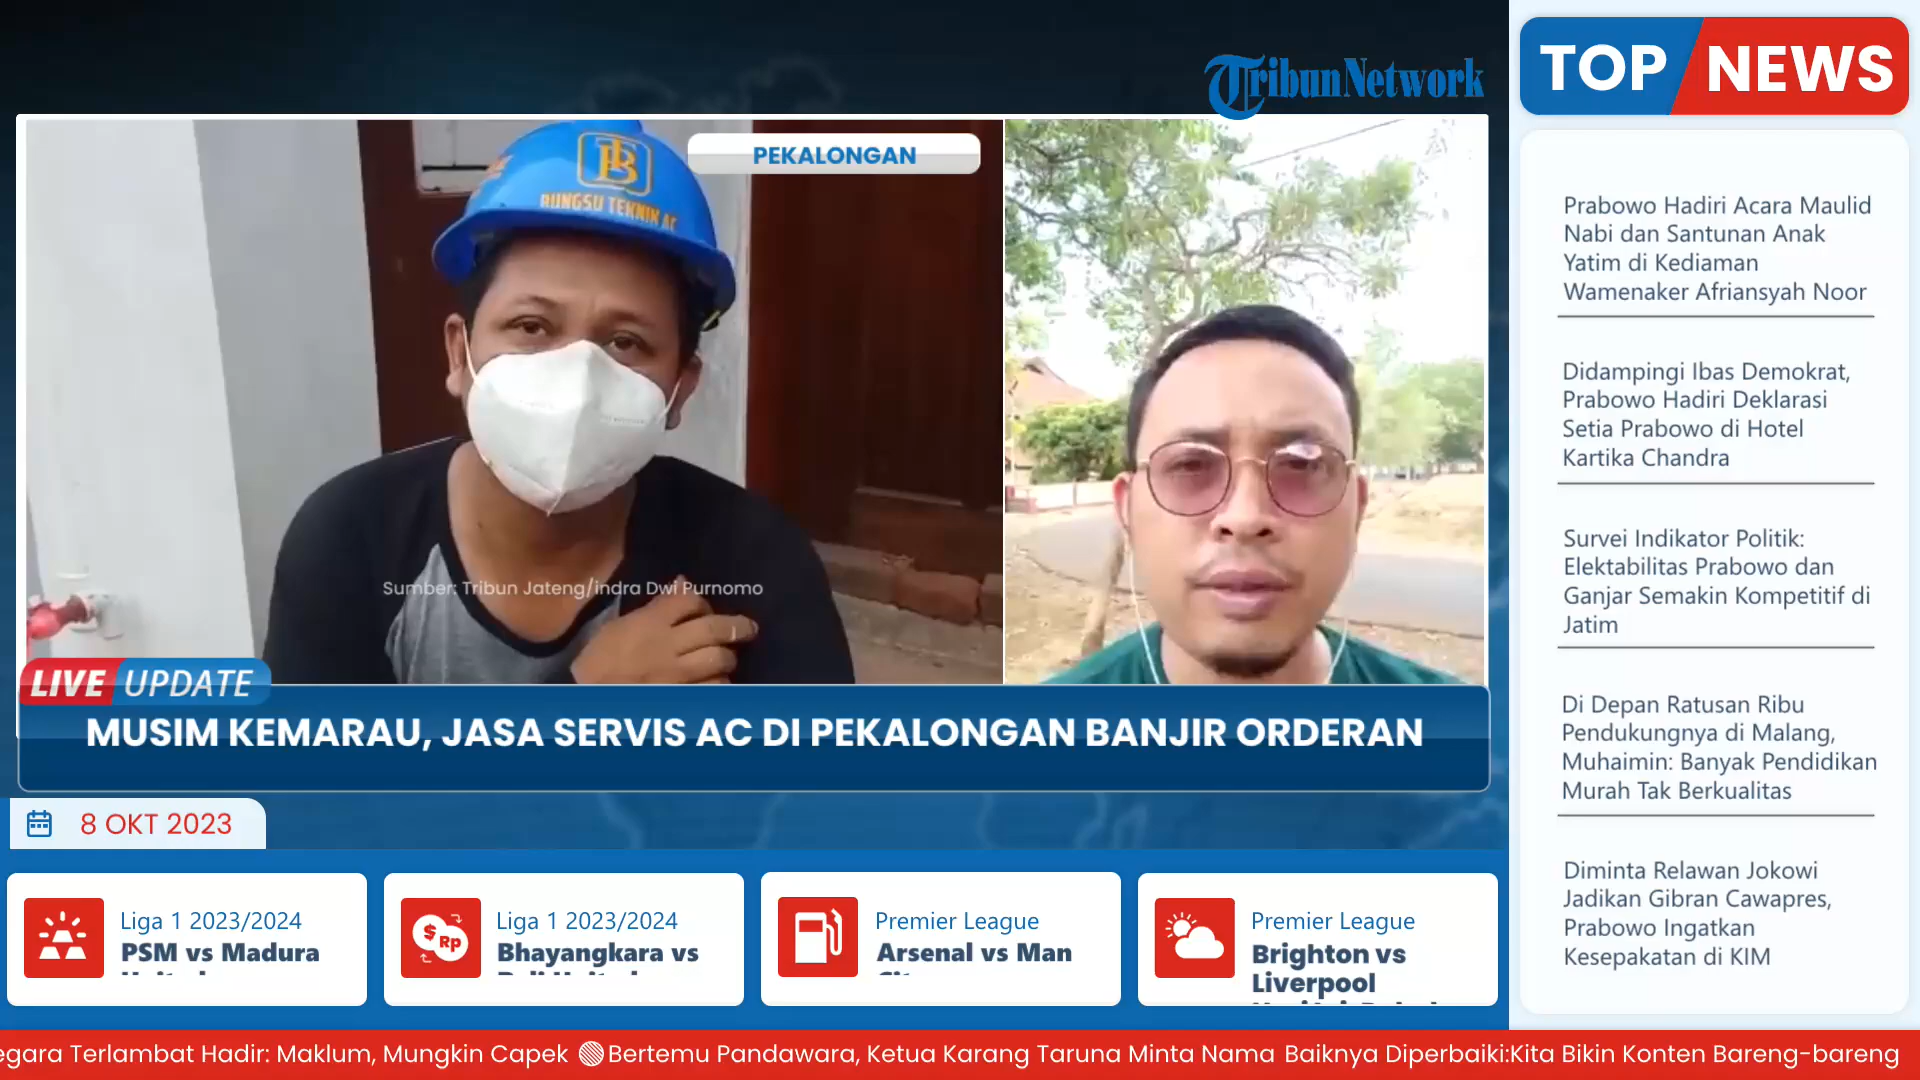 TribunNetwork
TOP NEWS
PEKALONGAN
BUNGSU TEKNIK AC
Sumber: Tribun Jateng/indra Dwi Purnomo
LIVE UPDATE
MUSIM KEMARAU, JASA SERVIS AC DI PEKALONGAN BANJIR ORDERAN
8 OKT 2023
Liga 1 2023/2024
PSM vs Madura
Liga 1 2023/2024
Bhayangkara vs
Premier League
Arsenal vs Man
Premier League
Brighton vs
Liverpool
Prabowo Hadiri Acara Maulid
Nabi dan Santunan Anak
Yatim di Kediaman
Wamenaker Afriansyah Noor
Didampingi Ibas Demokrat,
Prabowo Hadiri Deklarasi
Setia Prabowo di Hotel
Kartika Chandra
Survei Indikator Politik:
Elektabilitas Prabowo dan
Ganjar Semakin Kompetitif di
Jatim
Di Depan Ratusan Ribu
Pendukungnya di Malang,
Muhaimin: Banyak Pendidikan
Murah Tak Berkualitas
Diminta Relawan Jokowi
Jadikan Gibran Cawapres,
Prabowo Ingatkan
Kesepakatan di KIM
egara Terlambat Hadir: Maklum, Mungkin Capek Bertemu Pandawara, Ketua Karang Taruna Minta Nama Baiknya Diperbaiki:Kita Bikin Konten Bareng-bareng